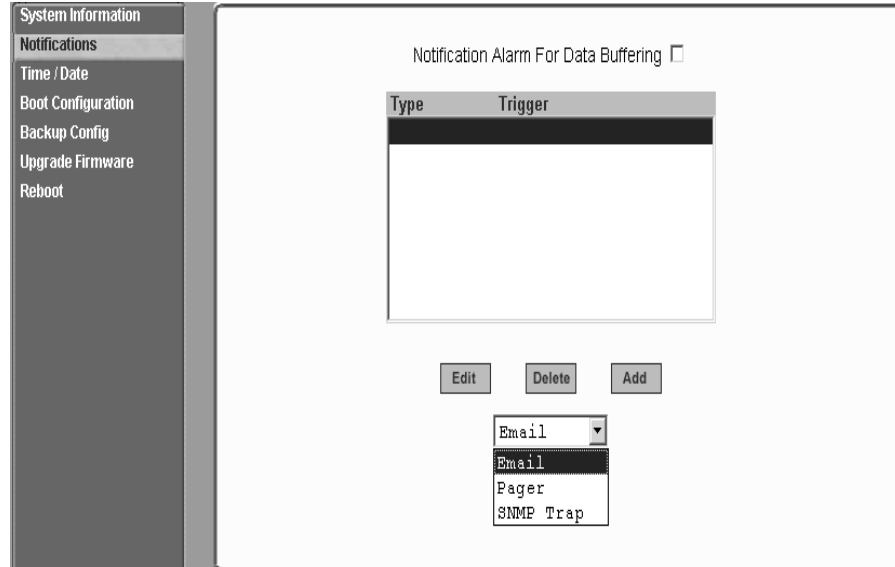 System Information
Notifications
Time / Date
Boot Configuration
Backup Config
Upgrade Firmware
Reboot
Notification Alarm For Data Buffering
Type Trigger
Edit Delete Add
Email
Email
Pager
SNMP Trap